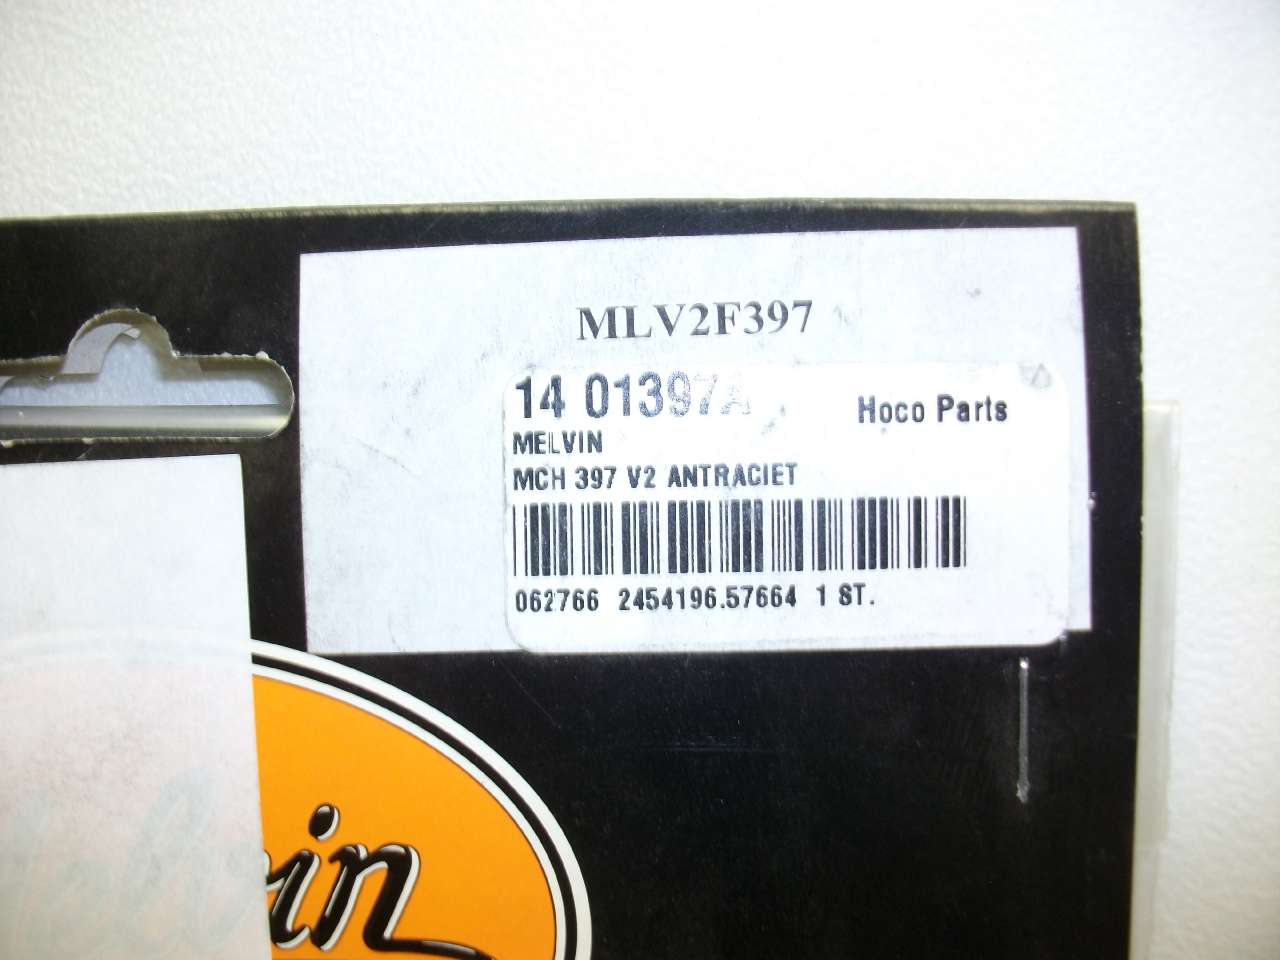 MLV2F397
14 01397A Hoco Parts
MELVIN
MCH 397 V2 ANTRACIET
062766 2454196.57664 1 ST.